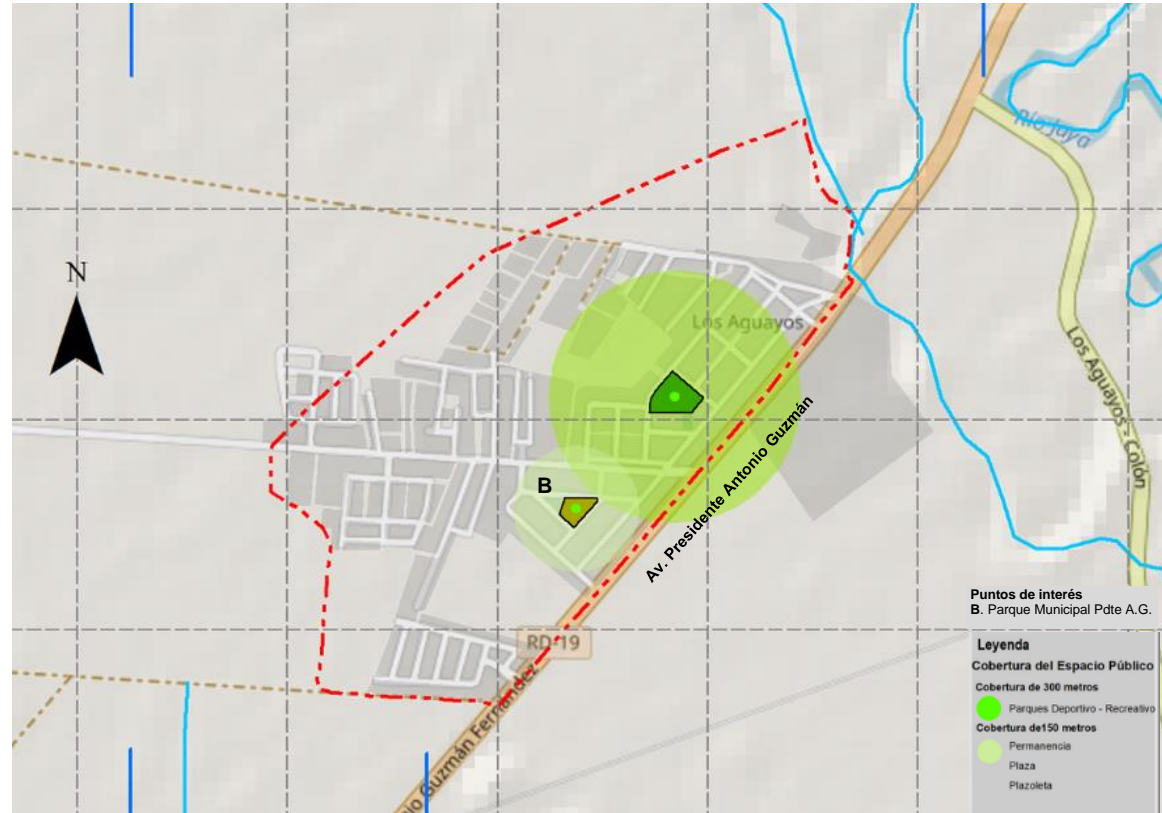 Río Jaya
N
Los Aguayos
Los Aguayos - Colón
B
Av. Presidente Antonio Guzmán
RD-19
io Guzmán Fernández
Puntos de interés
B. Parque Municipal Pdte A.G.
Leyenda
Cobertura del Espacio Público
Cobertura de 300 metros
Parques Deportivo - Recreativo
Cobertura de150 metros
Permanencia
Plaza
Plazoleta